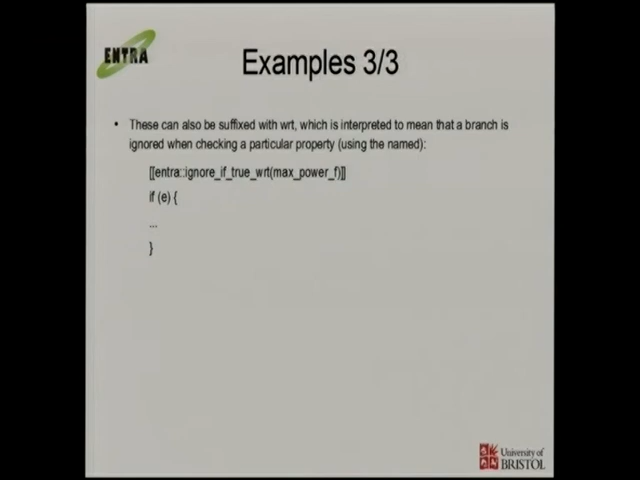 ENTRA
Examples 3/3
• These can also be suffixed with wrt, which is interpreted to mean that a branch is
ignored when checking a particular property (using the named):
[[entra::ignore_if_true_wrt(max_power_f)]]
if (e) {
...
}
University of
BRISTOL